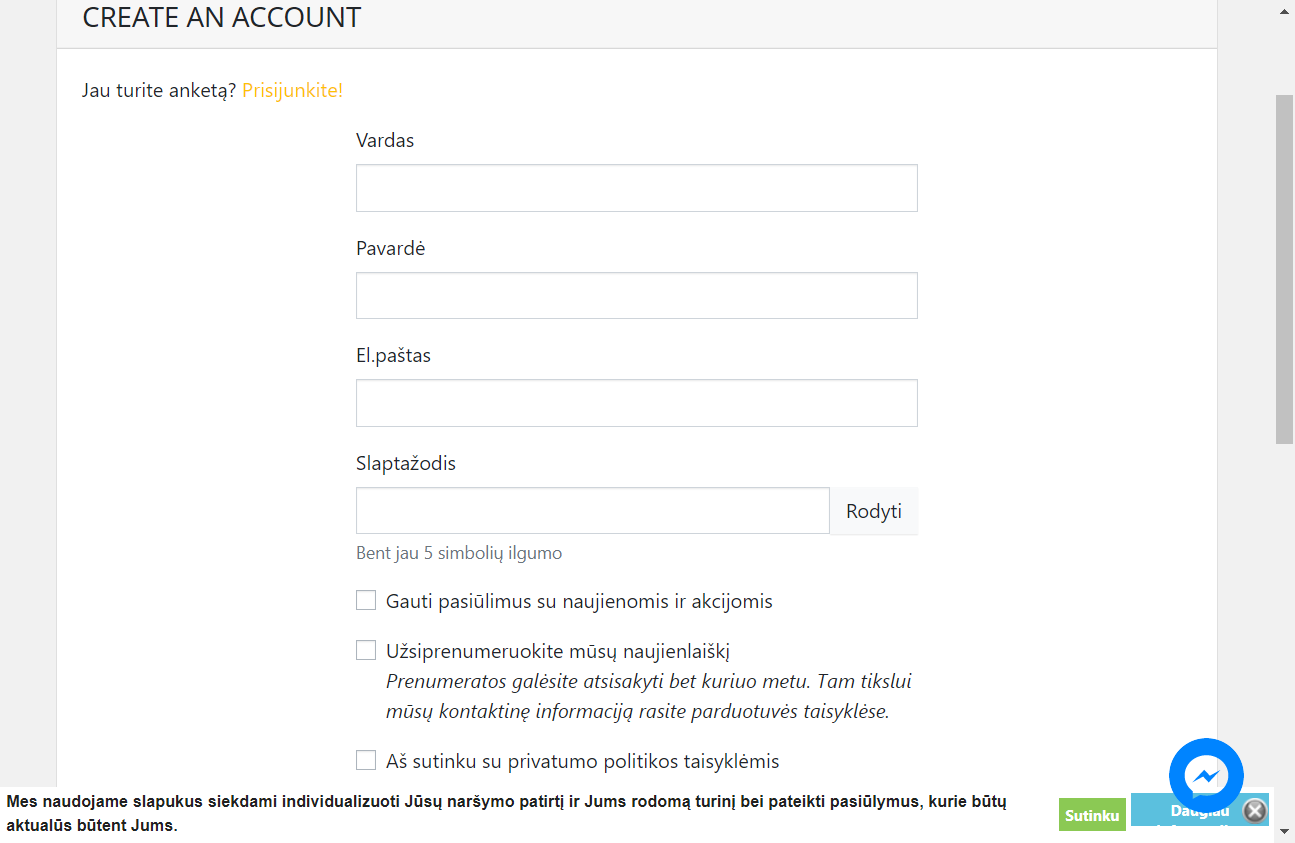 CREATE AN ACCOUNT
Jau turite anketą? Prisijunkite!
Vardas
Pavardė
El.paštas
Slaptažodis
Rodyti
Bent jau 5 simbolių ilgumo
Gauti pasiūlimus su naujienomis ir akcijomis
Užsiprenumeruokite mūsų naujienlaiškį
Prenumeratos galėsite atsisakyti bet kuriuo metu. Tam tikslui
mūsų kontaktinę informaciją rasite parduotuvės taisyklėse.
Aš sutinku su privatumo politikos taisyklėmis
Mes naudojame slapukus siekdami individualizuoti Jūsų naršymo patirtį ir Jums rodomą turinį bei pateikti pasiūlymus, kurie būtų
aktualūs būtent Jums.
Sutinku
Daugiau